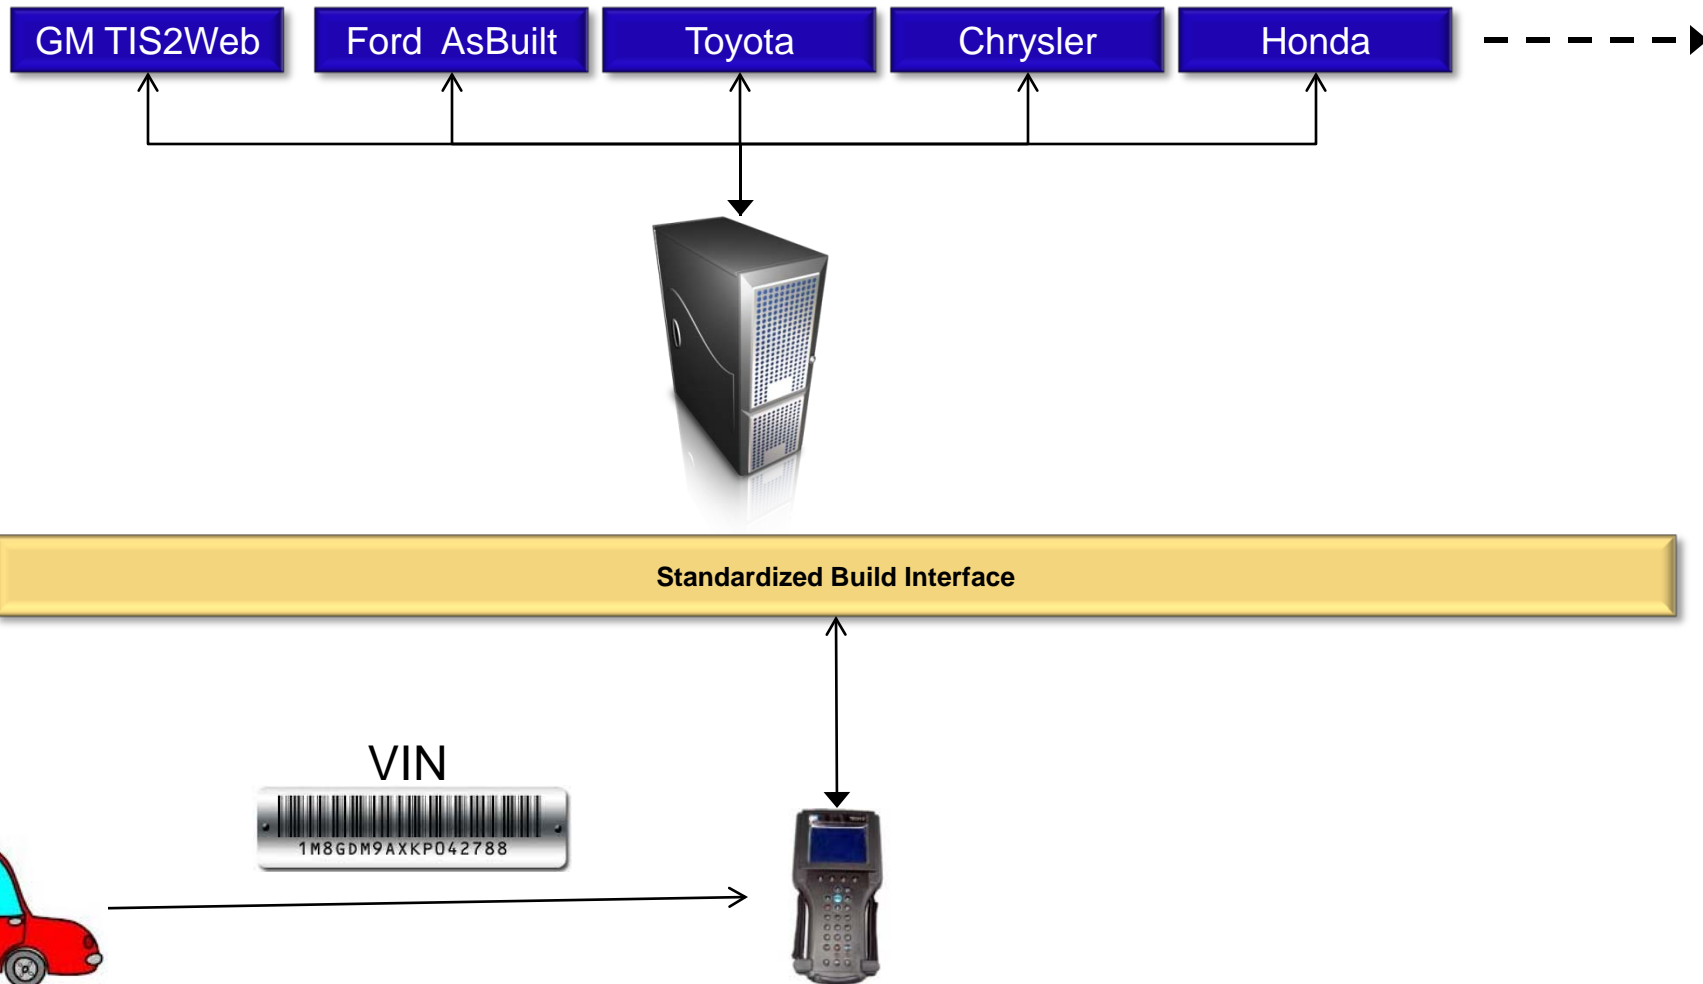 GM TIS2Web
Ford AsBuilt
Toyota
Chrysler
Honda
Standardized Build Interface
VIN
1M8GDM9AXKP042788